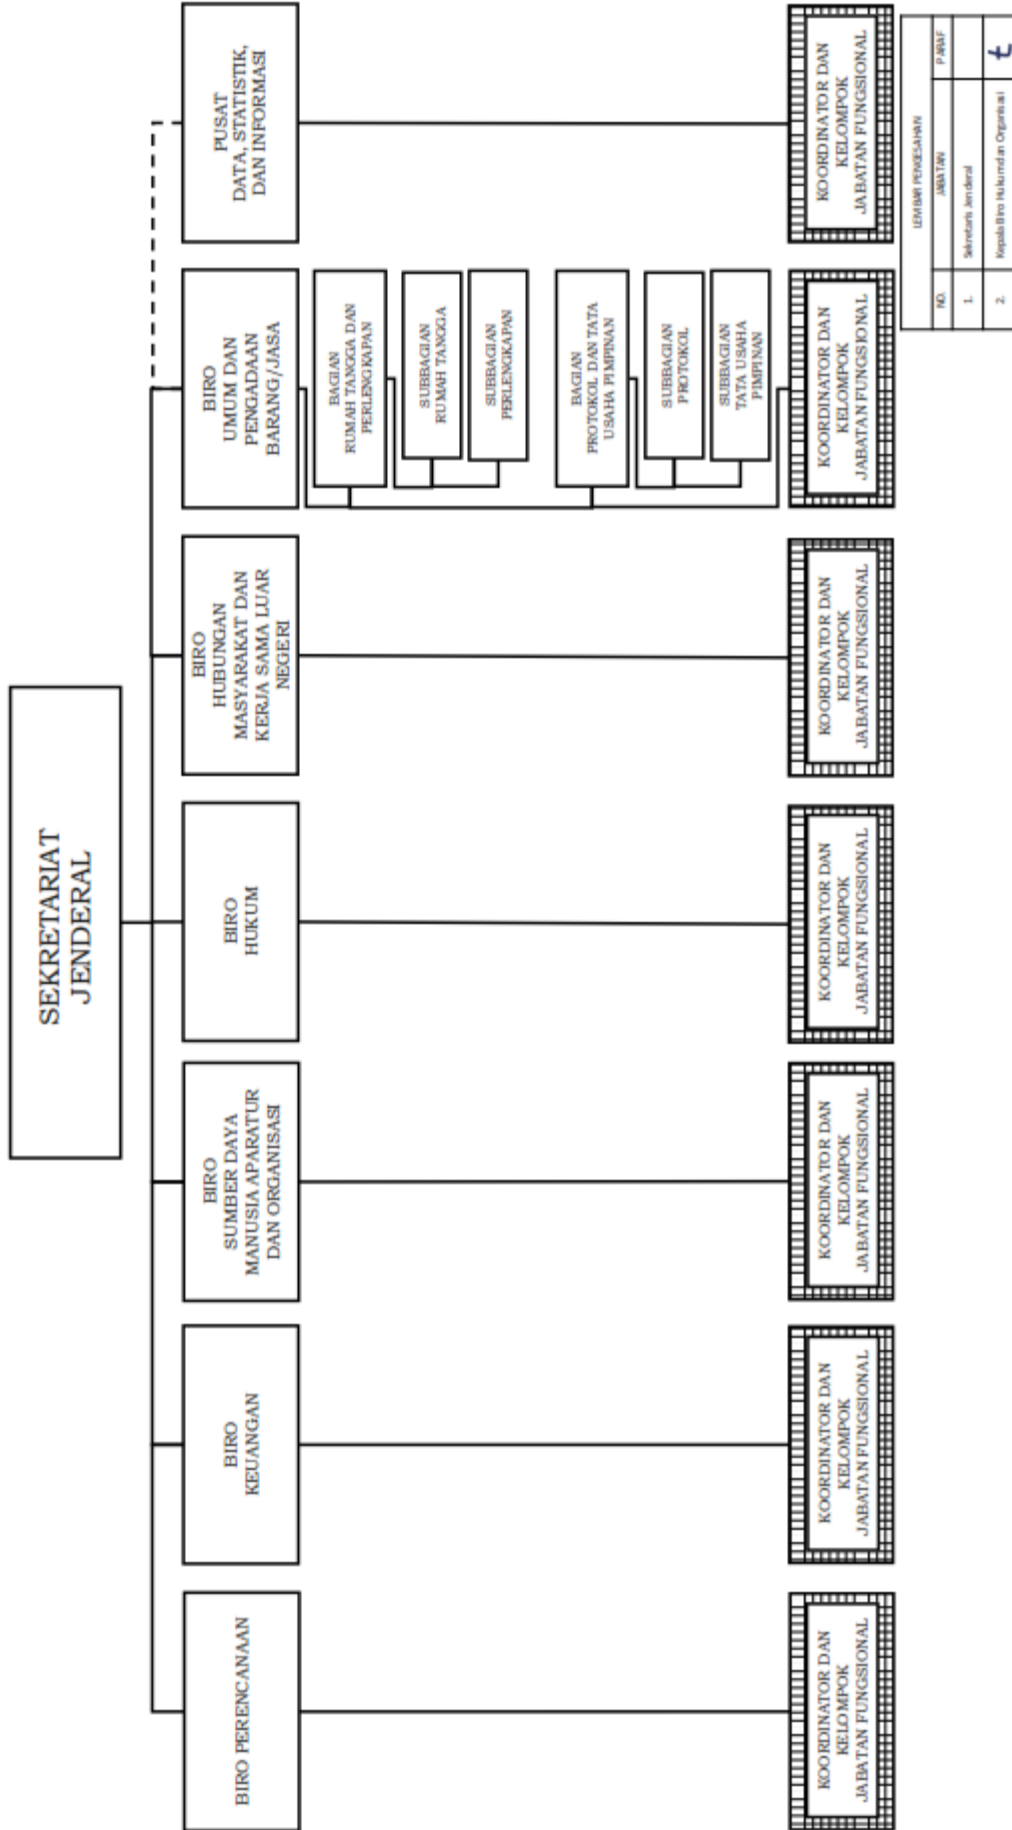 SEKRETARIAT
JENDERAL
BIRO PERENCANAAN
BIRO
KEUANGAN
BIRO
SUMBER DAYA
MANUSIA APARATUR
DAN ORGANISASI
BIRO
HUKUM
BIRO
HUBUNGAN
MASYARAKAT DAN
KERJA SAMA LUAR
NEGERI
BIRO
UMUM DAN
PENGADAAN
BARANG/JASA
PUSAT
DATA, STATISTIK,
DAN INFORMASI
BAGIAN
RUMAH TANGGA DAN
PERLENGKAPAN
SUBBAGIAN
RUMAH TANGGA
SUBBAGIAN
PERLENGKAPAN
BAGIAN
PROTOKOL DAN TATA
USAHA PIMPINAN
SUBBAGIAN
PROTOKOL
SUBBAGIAN
TATA USAHA
PIMPINAN
KOORDINATOR DAN
KELOMPOK
JABATAN FUNGSIONAL
KOORDINATOR DAN
KELOMPOK
JABATAN FUNGSIONAL
KOORDINATOR DAN
KELOMPOK
JABATAN FUNGSIONAL
KOORDINATOR DAN
KELOMPOK
JABATAN FUNGSIONAL
KOORDINATOR DAN
KELOMPOK
JABATAN FUNGSIONAL
KOORDINATOR DAN
KELOMPOK
JABATAN FUNGSIONAL
KOORDINATOR DAN
KELOMPOK
JABATAN FUNGSIONAL
LEMBAR PENGESAHAN
NO. JABATAN PARAF
1. Sekretaris Jenderal
2. Kepala Biro Hukum dan Organisasi